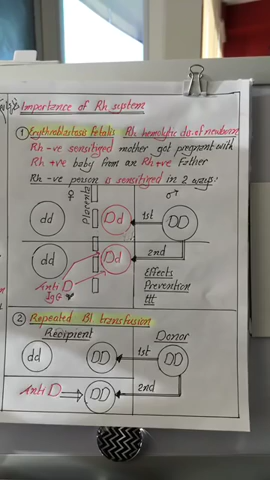 Importance of Rh system
① Erythroblastosis fetalis Rh hemolytic ds. of newborn
Rh -ve sensitized mother got pregnant with
Rh +ve baby from an Rh +ve Father
Rh -ve person is sensitized in 2 ways:
♀ Placenta ♂
dd Dd 1st DD
dd Dd 2nd
Anti D
IgG
Effects
Prevention
ttt
② Repeated Bl transfusion
Recipient Donor
dd DD 1st DD
Anti D DD 2nd